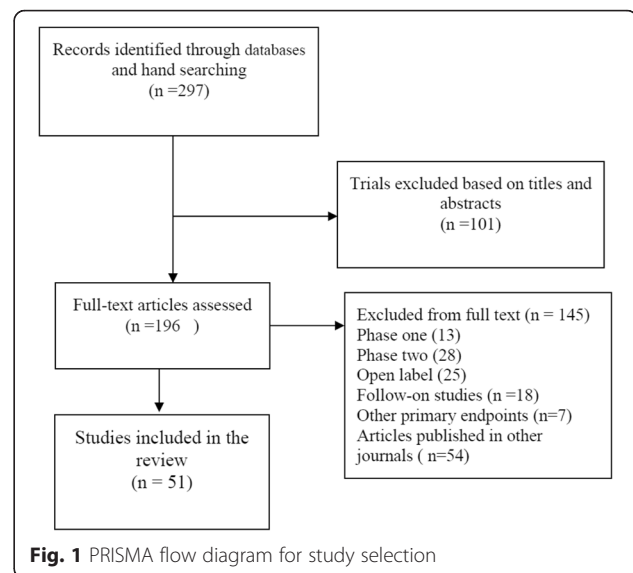 Records identified through databases
and hand searching
(n =297)
Trials excluded based on titles and
abstracts
(n =101)
Full-text articles assessed
(n =196 )
Excluded from full text (n = 145)
Phase one (13)
Phase two (28)
Open label (25)
Follow-on studies (n =18)
Other primary endpoints (n=7)
Articles published in other
journals ( n=54)
Studies included in the
review
(n = 51)
Fig. 1 PRISMA flow diagram for study selection